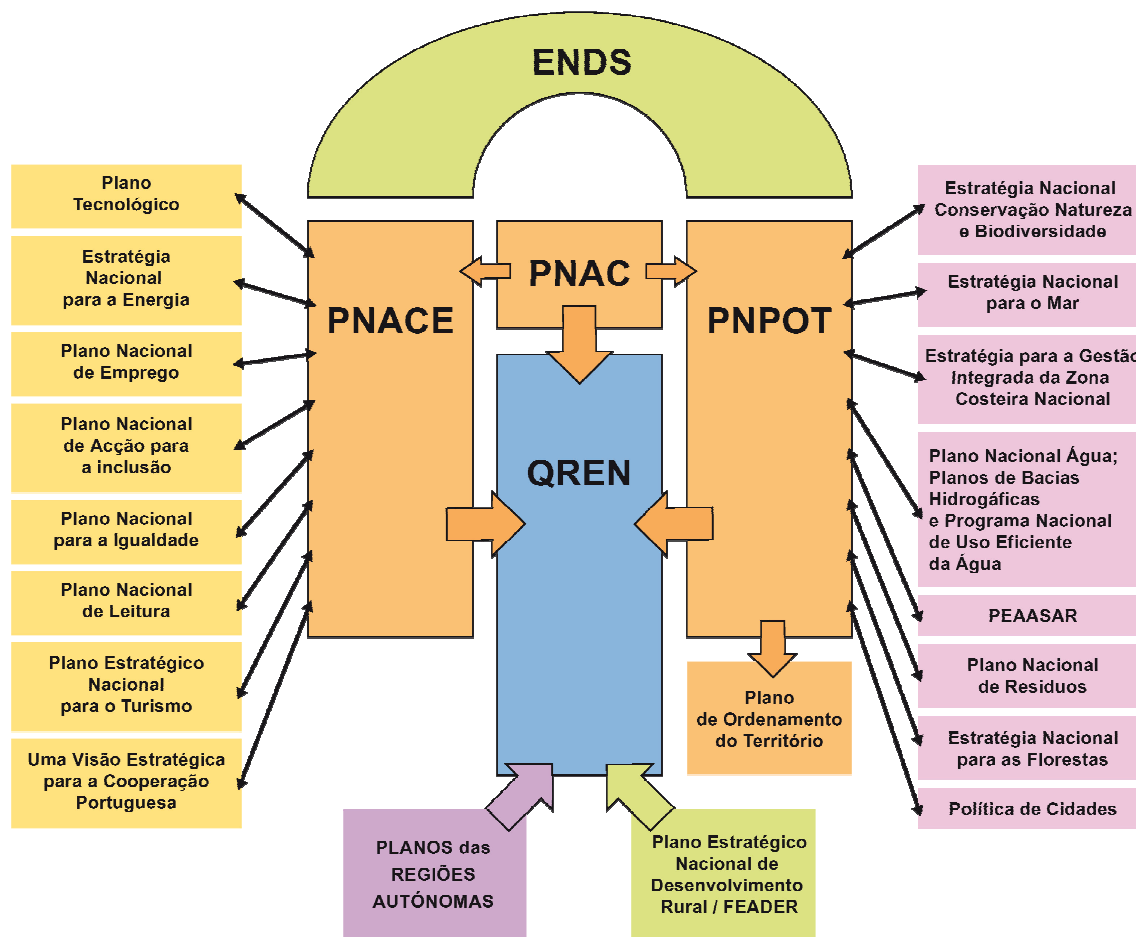 ENDS
Plano
Tecnológico
Estratégia
Nacional
para a Energia
Plano Nacional
de Emprego
Plano Nacional
de Acção para
a inclusão
Plano Nacional
para a Igualdade
Plano Nacional
de Leitura
Plano Estratégico
Nacional
para o Turismo
Uma Visão Estratégica
para a Cooperação
Portuguesa
PNACE
PNAC
PNPOT
QREN
Plano
de Ordenamento
do Território
PLANOS das
REGIÕES
AUTÓNOMAS
Plano Estratégico
Nacional de
Desenvolvimento
Rural / FEADER
Estratégia Nacional
Conservação Natureza
e Biodiversidade
Estratégia Nacional
para o Mar
Estratégia para a Gestão
Integrada da Zona
Costeira Nacional
Plano Nacional Água;
Planos de Bacias
Hidrogáficas
e Programa Nacional
de Uso Eficiente
da Água
PEAASAR
Plano Nacional
de Resíduos
Estratégia Nacional
para as Florestas
Política de Cidades